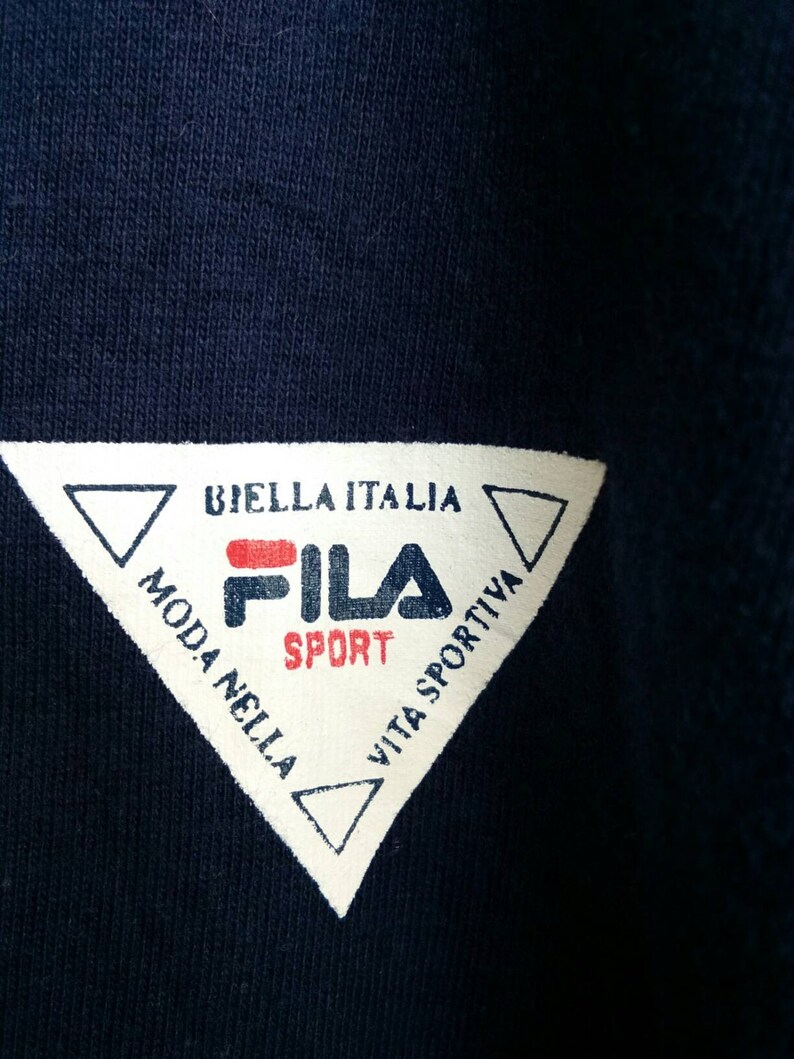 BIELLA ITALIA
FILA
SPORT
MODA NELLA
VITA SPORTIVA